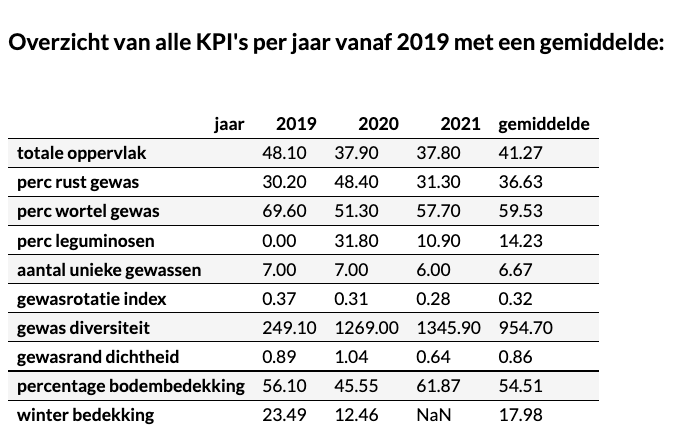 Overzicht van alle KPI's per jaar vanaf 2019 met een gemiddelde:
jaar 2019 2020 2021 gemiddelde
totale oppervlak 48.10 37.90 37.80 41.27
perc rust gewas 30.20 48.40 31.30 36.63
perc wortel gewas 69.60 51.30 57.70 59.53
perc leguminosen 0.00 31.80 10.90 14.23
aantal unieke gewassen 7.00 7.00 6.00 6.67
gewasrotatie index 0.37 0.31 0.28 0.32
gewas diversiteit 249.10 1269.00 1345.90 954.70
gewasrand dichtheid 0.89 1.04 0.64 0.86
percentage bodembedekking 56.10 45.55 61.87 54.51
winter bedekking 23.49 12.46 NaN 17.98